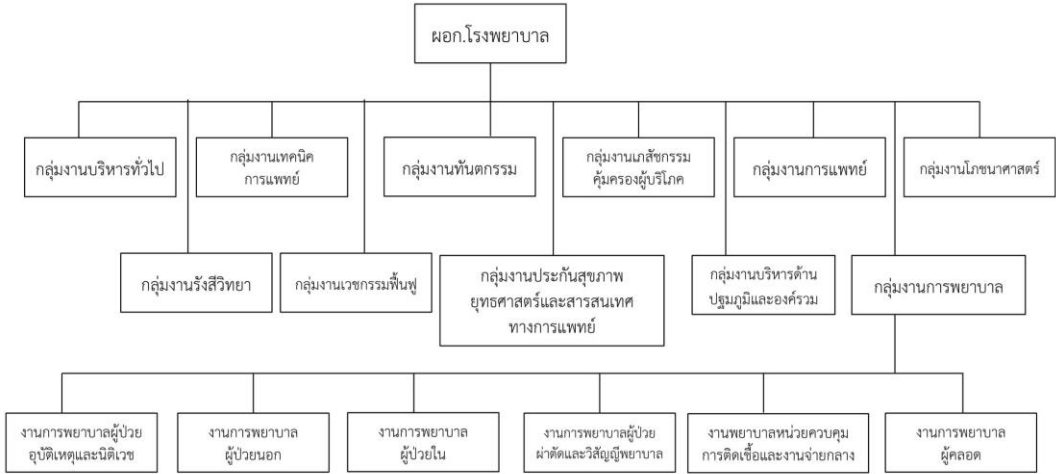 ผอก.โรงพยาบาล
กลุ่มงานบริหารทั่วไป
กลุ่มงานเทคนิค
การแพทย์
กลุ่มงานทันตกรรม
กลุ่มงานเภสัชกรรม
คุ้มครองผู้บริโภค
กลุ่มงานการแพทย์
กลุ่มงานโภชนาศาสตร์
กลุ่มงานรังสีวิทยา
กลุ่มงานเวชกรรมฟื้นฟู
กลุ่มงานประกันสุขภาพ
ยุทธศาสตร์และสารสนเทศ
ทางการแพทย์
กลุ่มงานบริหารด้าน
ปฐมภูมิและองค์รวม
กลุ่มงานการพยาบาล
งานการพยาบาลผู้ป่วย
อุบัติเหตุและนิติเวช
งานการพยาบาล
ผู้ป่วยนอก
งานการพยาบาล
ผู้ป่วยใน
งานการพยาบาลผู้ป่วย
ผ่าตัดและวิสัญญีพยาบาล
งานพยาบาลหน่วยควบคุม
การติดเชื้อและงานจ่ายกลาง
งานการพยาบาล
ผู้คลอด